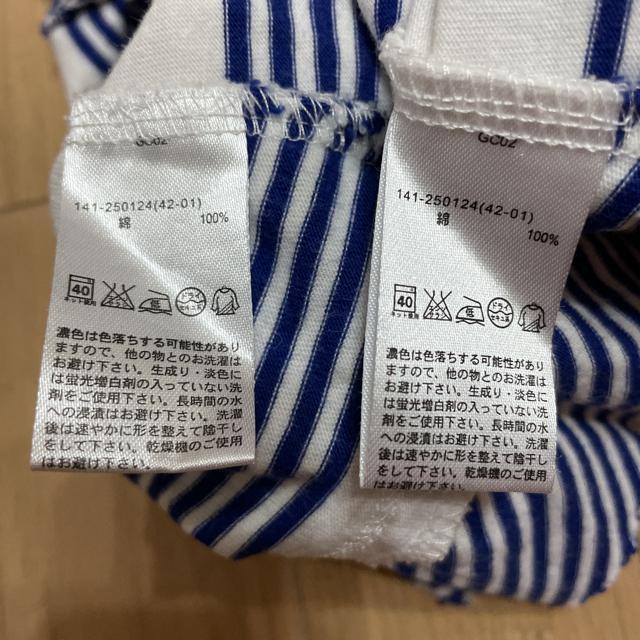 GC02
141-250124(42-01)
綿 100%
40
ネット使用
エンソサラシ
低
ドライ
セキユ系
濃色は色落ちする可能性があり
ますので、他の物とのお洗濯は
お避け下さい。生成り・淡色に
は蛍光増白剤の入っていない洗
剤をご使用下さい。長時間の水
への浸漬はお避け下さい。洗濯
後は速やかに形を整えて陰干し
をして下さい。乾燥機のご使用
はお避け下さい。
GC02
141-250124(42-01)
綿 100%
40
ネット使用
エンソサラシ
低
ドライ
セキユ系
濃色は色落ちする可能性があり
ますので、他の物とのお洗濯は
お避け下さい。生成り・淡色に
は蛍光増白剤の入っていない洗
剤をご使用下さい。長時間の水
への浸漬はお避け下さい。洗濯
後は速やかに形を整えて陰干し
をして下さい。乾燥機のご使用
はお避け下さい。